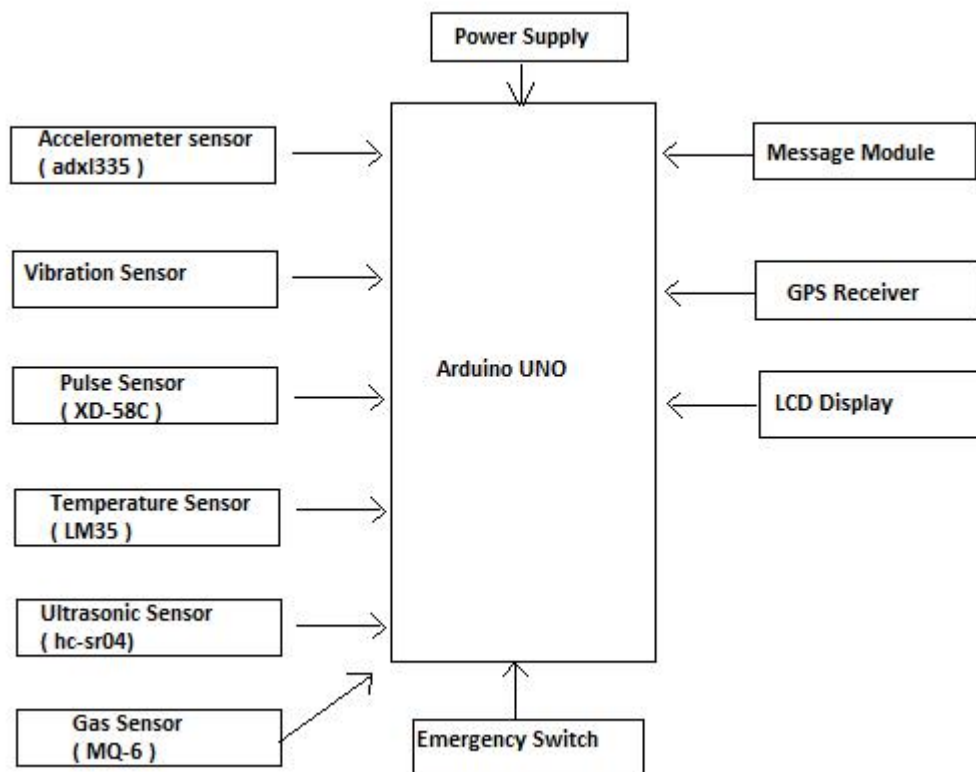 Power Supply
Accelerometer sensor
( adxl335 )
Message Module
Vibration Sensor
GPS Receiver
Pulse Sensor
( XD-58C )
Arduino UNO
LCD Display
Temperature Sensor
( LM35 )
Ultrasonic Sensor
( hc-sr04)
Gas Sensor
( MQ-6 )
Emergency Switch